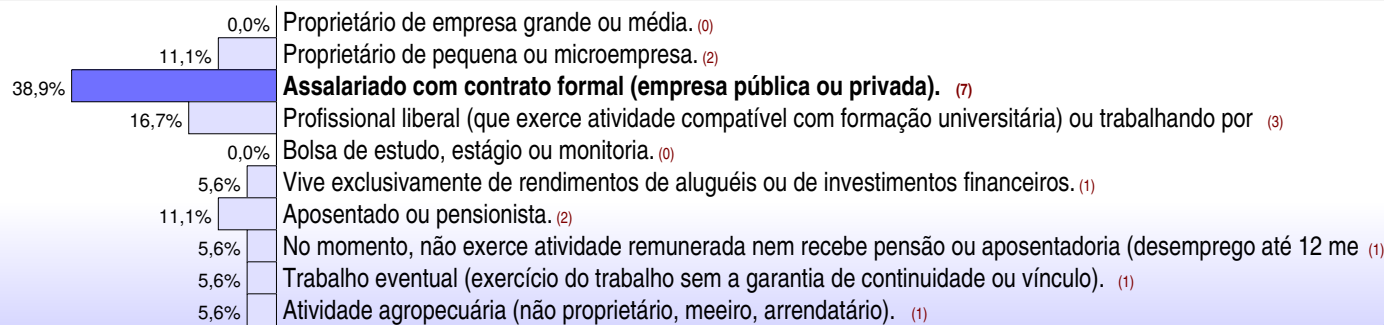 0,0% Proprietário de empresa grande ou média. (0)
11,1% Proprietário de pequena ou microempresa. (2)
38,9% Assalariado com contrato formal (empresa pública ou privada). (7)
16,7% Profissional liberal (que exerce atividade compatível com formação universitária) ou trabalhando por (3)
0,0% Bolsa de estudo, estágio ou monitoria. (0)
5,6% Vive exclusivamente de rendimentos de aluguéis ou de investimentos financeiros. (1)
11,1% Aposentado ou pensionista. (2)
5,6% No momento, não exerce atividade remunerada nem recebe pensão ou aposentadoria (desemprego até 12 me (1)
5,6% Trabalho eventual (exercício do trabalho sem a garantia de continuidade ou vínculo). (1)
5,6% Atividade agropecuária (não proprietário, meeiro, arrendatário). (1)